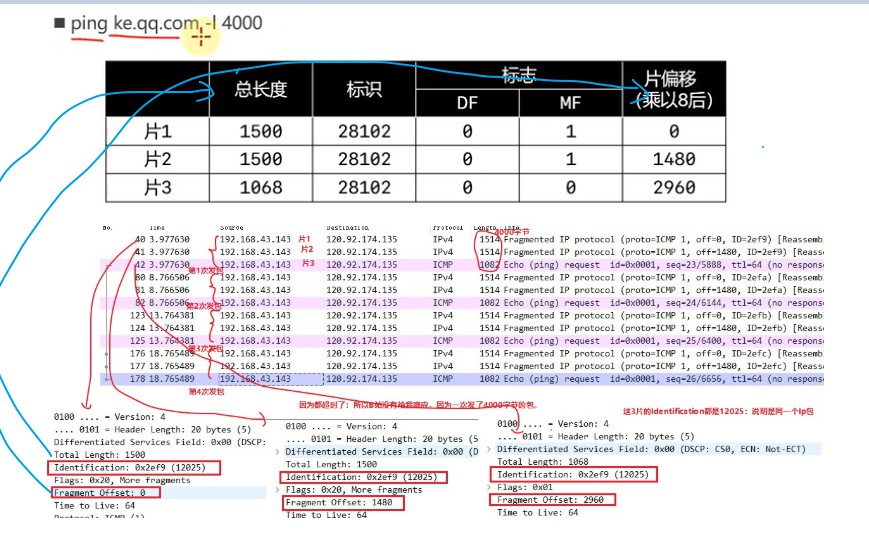 ■ ping ke.qq.com -l 4000
总长度 标识 标志 片偏移
(乘以8后)
DF MF
片1 1500 28102 0 1 0
片2 1500 28102 0 1 1480
片3 1068 28102 0 0 2960
No. Time Source Destination Protocol Length Info
4000字节
40 3.977630 192.168.43.143 片1 120.92.174.135 IPv4 1514 Fragmented IP protocol (proto=ICMP 1, off=0, ID=2ef9) [Reassemb
41 3.977630 192.168.43.143 片2 120.92.174.135 IPv4 1514 Fragmented IP protocol (proto=ICMP 1, off=1480, ID=2ef9) [Reasse
42 3.977630 192.168.43.143 片3 120.92.174.135 ICMP 1082 Echo (ping) request id=0x0001, seq=23/5888, ttl=64 (no respons
第1次发包
80 8.766506 192.168.43.143 120.92.174.135 IPv4 1514 Fragmented IP protocol (proto=ICMP 1, off=0, ID=2efa) [Reassemb
81 8.766506 192.168.43.143 120.92.174.135 IPv4 1514 Fragmented IP protocol (proto=ICMP 1, off=1480, ID=2efa) [Reasse
82 8.766506 192.168.43.143 120.92.174.135 ICMP 1082 Echo (ping) request id=0x0001, seq=24/6144, ttl=64 (no respons
第2次发包
123 13.764381 192.168.43.143 120.92.174.135 IPv4 1514 Fragmented IP protocol (proto=ICMP 1, off=0, ID=2efb) [Reassemb
124 13.764381 192.168.43.143 120.92.174.135 IPv4 1514 Fragmented IP protocol (proto=ICMP 1, off=1480, ID=2efb) [Reasse
125 13.764381 192.168.43.143 120.92.174.135 ICMP 1082 Echo (ping) request id=0x0001, seq=25/6400, ttl=64 (no respons
第3次发包
176 18.765489 192.168.43.143 120.92.174.135 IPv4 1514 Fragmented IP protocol (proto=ICMP 1, off=0, ID=2efc) [Reassemb
177 18.765489 192.168.43.143 120.92.174.135 IPv4 1514 Fragmented IP protocol (proto=ICMP 1, off=1480, ID=2efc) [Reasse
178 18.765489 192.168.43.143 120.92.174.135 ICMP 1082 Echo (ping) request id=0x0001, seq=26/6656, ttl=64 (no respons
第4次发包
因为都超时了：所以B站没有给我响应。因为一次发了4000字节的包。
这3片的Identification都是12025：说明是同一个Ip包
0100 .... = Version: 4
.... 0101 = Header Length: 20 bytes (5)
Differentiated Services Field: 0x00 (DSCP:
Total Length: 1500
Identification: 0x2ef9 (12025)
Flags: 0x20, More fragments
Fragment Offset: 0
Time to Live: 64
Protocol: ICMP (1)
0100 .... = Version: 4
.... 0101 = Header Length: 20 bytes (5
Differentiated Services Field: 0x00 (D
Total Length: 1500
Identification: 0x2ef9 (12025)
Flags: 0x20, More fragments
Fragment Offset: 1480
Time to Live: 64
0100 .... = Version: 4
.... 0101 = Header Length: 20 bytes (5)
Differentiated Services Field: 0x00 (DSCP: CS0, ECN: Not-ECT)
Total Length: 1068
Identification: 0x2ef9 (12025)
Flags: 0x01
Fragment Offset: 2960
Time to Live: 64